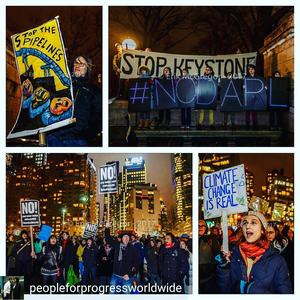 STOP THE
PIPELINES
STOP KEYSTONE
#NODAPL
NO!
NO!
CLIMATE
CHANGE
IS REAL
peopleforprogressworldwide